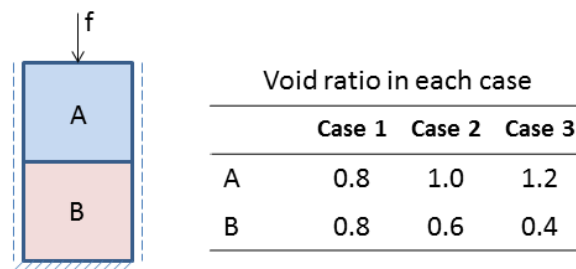 f
A
B
Void ratio in each case
Case 1 Case 2 Case 3
A 0.8 1.0 1.2
B 0.8 0.6 0.4